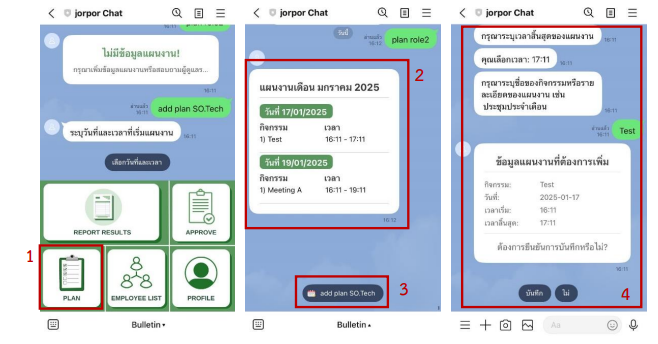 jorpor Chat
16:11
plan role2
ไม่มีข้อมูลแผนงาน!
กรุณาเพิ่มข้อมูลแผนงานหรือสอบถามผู้ดูแลร...
16:11
อ่านแล้ว
16:11
add plan SO.Tech
ระบุวันที่และเวลาที่เริ่มแผนงาน
16:11
เลือกวันที่และเวลา
REPORT RESULTS
APPROVE
1
PLAN
EMPLOYEE LIST
PROFILE
Bulletin
jorpor Chat
วันนี้
อ่านแล้ว
16:12
plan role2
2
แผนงานเดือน มกราคม 2025
วันที่ 17/01/2025
กิจกรรม เวลา
1) Test 16:11 - 17:11
วันที่ 19/01/2025
กิจกรรม เวลา
1) Meeting A 16:11 - 19:11
16:12
add plan SO.Tech
3
Bulletin
jorpor Chat
กรุณาระบุเวลาสิ้นสุดของแผนงาน
16:11
คุณเลือกเวลา: 17:11
16:11
กรุณาระบุชื่อของกิจกรรมหรือราย
ละเอียดของแผนงาน เช่น
ประชุมประจำเดือน
16:11
อ่านแล้ว
16:11
Test
ข้อมูลแผนงานที่ต้องการเพิ่ม
กิจกรรม: Test
วันที่: 2025-01-17
เวลาเริ่ม: 16:11
เวลาสิ้นสุด: 17:11
ต้องการยืนยันการบันทึกหรือไม่?
16:11
บันทึก
ไม่
4
Aa